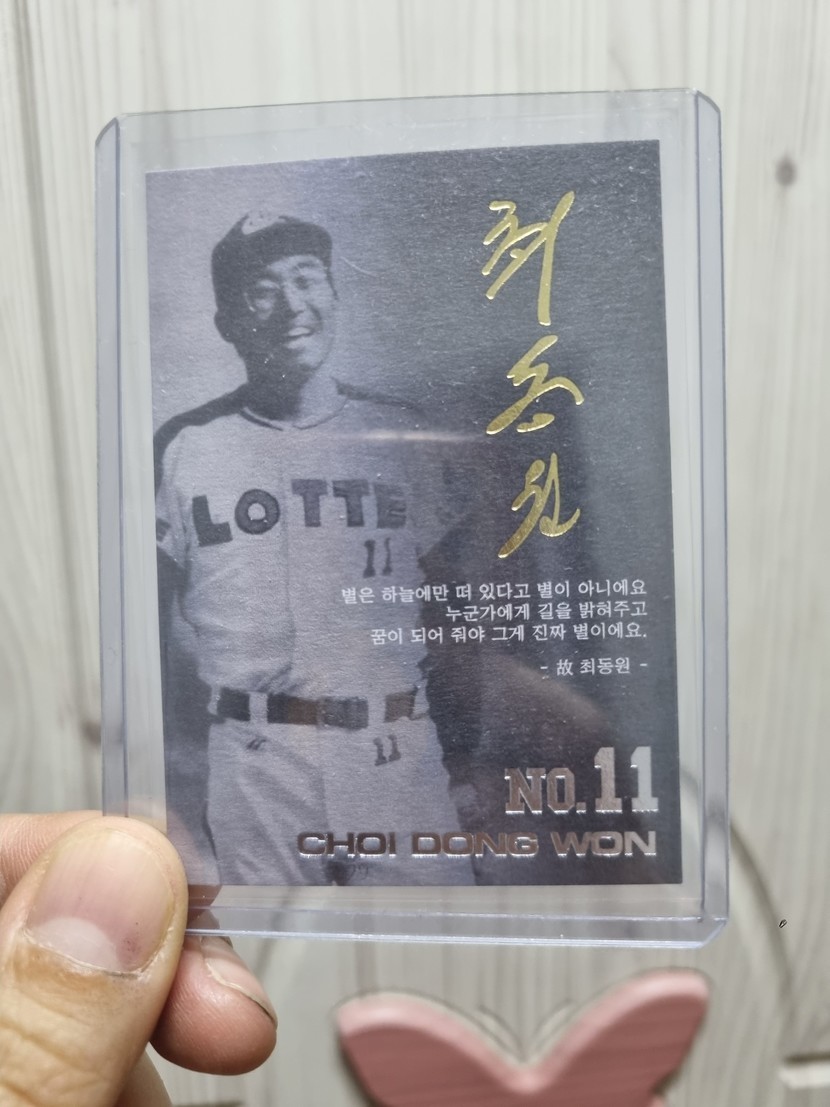 최동원
LOTTE
11
별은 하늘에만 떠 있다고 별이 아니에요
누군가에게 길을 밝혀주고
꿈이 되어 줘야 그게 진짜 별이에요.
- 故 최동원 -
11
NO.11
CHOI DONG WON